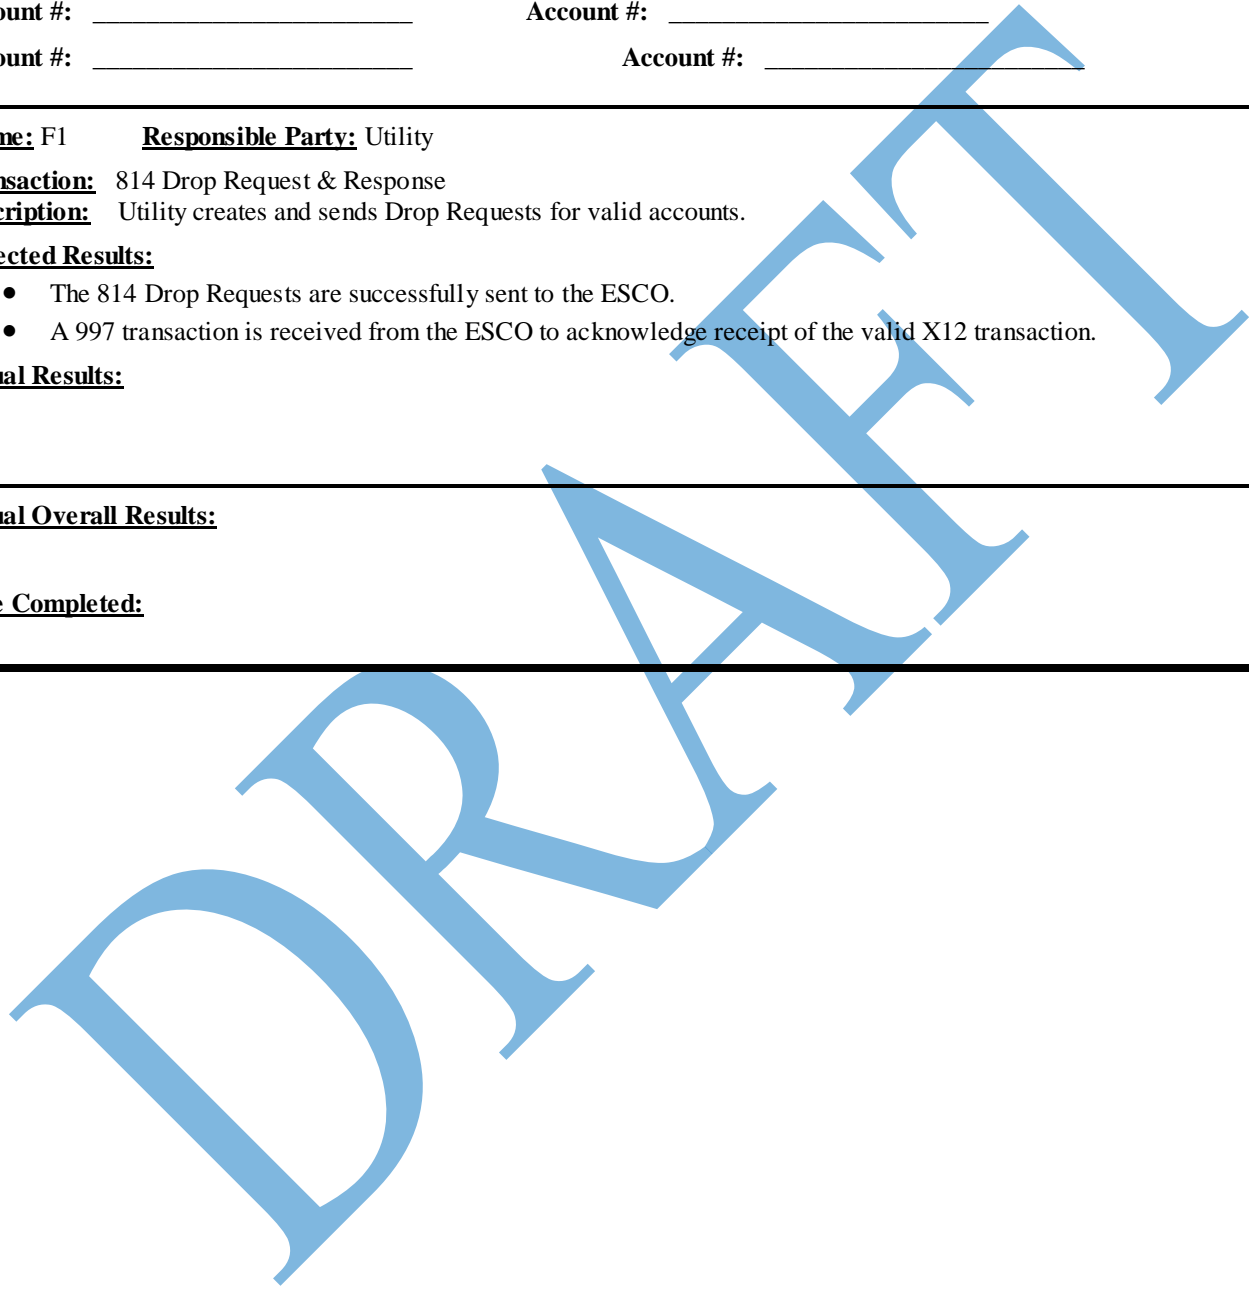 ount #: ________________________ Account #: ________________________
ount #: ________________________ Account #: ________________________
me: F1 Responsible Party: Utility
nsaction: 814 Drop Request & Response
cription: Utility creates and sends Drop Requests for valid accounts.
ected Results:
● The 814 Drop Requests are successfully sent to the ESCO.
● A 997 transaction is received from the ESCO to acknowledge receipt of the valid X12 transaction.
ual Results:
ual Overall Results:
e Completed:
DRAFT